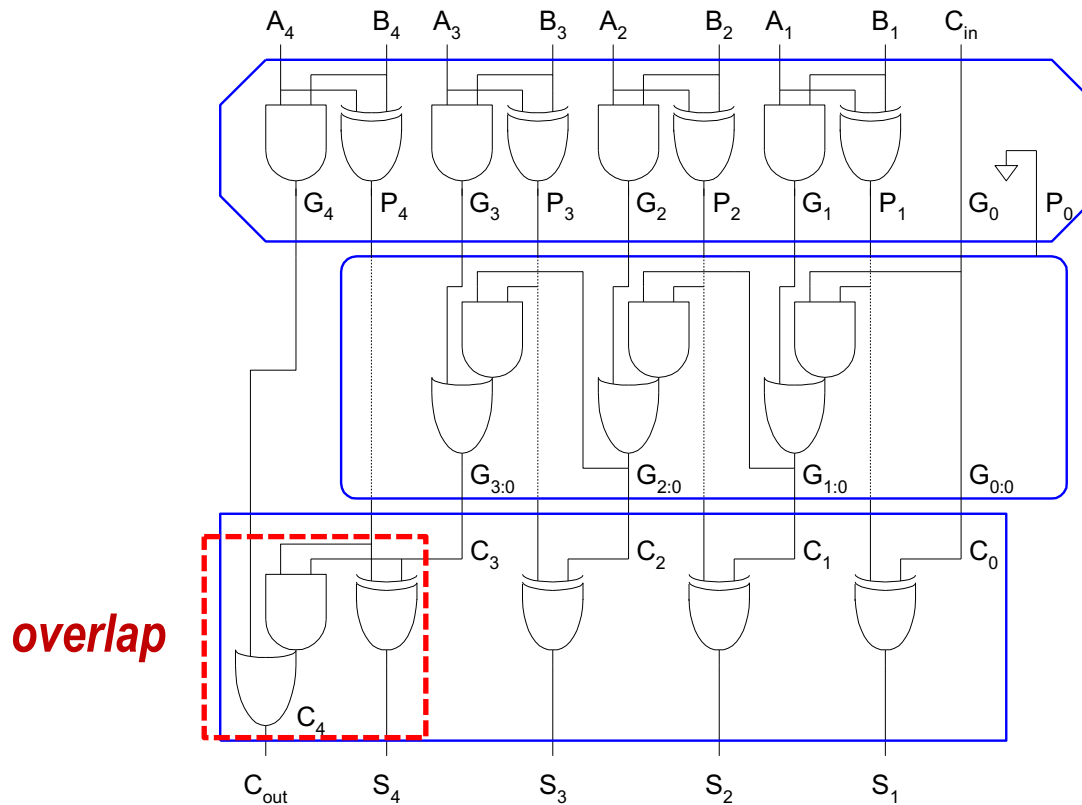 A4 B4 A3 B3 A2 B2 A1 B1 Cin
G4 P4 G3 P3 G2 P2 G1 P1 G0 P0
G3:0 G2:0 G1:0 G0:0
C3 C2 C1 C0
overlap
C4
Cout S4 S3 S2 S1